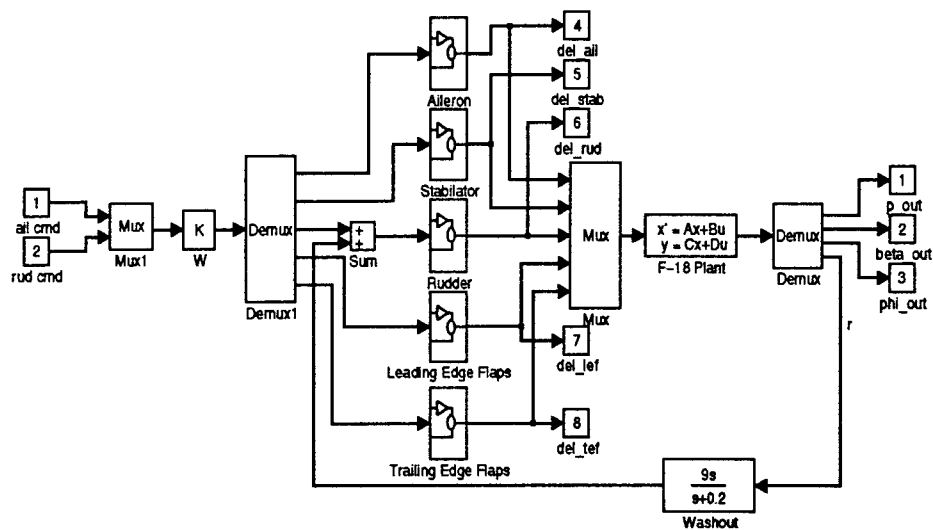 4
del_ail
5
del_stab
6
del_rud
Aileron
Stabilator
1
ail cmd
2
rud cmd
Mux
Mux1
K
W
Demux
Demux1
+
+
Sum
Rudder
Mux
Mux
x' = Ax+Bu
y = Cx+Du
F-18 Plant
Demux
Demux
1
p_out
2
beta_out
3
phi_out
r
Leading Edge Flaps
7
del_lef
Trailing Edge Flaps
8
del_tef
9s
s+0.2
Washout